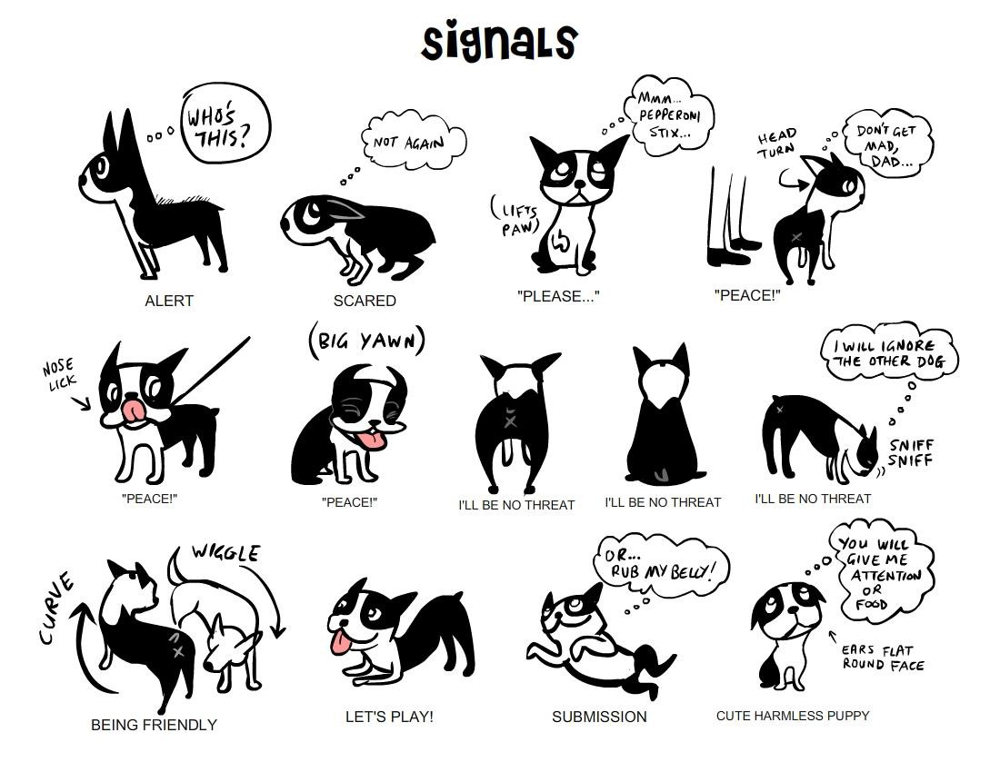 signals
WHO'S
THIS?
ALERT
NOT AGAIN
SCARED
MMM...
PEPPERONI
STIX...
(LIFTS
PAW)
"PLEASE..."
HEAD
TURN
DON'T GET
MAD,
DAD...
"PEACE!"
NOSE
LICK
"PEACE!"
(BIG YAWN)
"PEACE!"
I'LL BE NO THREAT
I'LL BE NO THREAT
I WILL IGNORE
THE OTHER DOG
SNIFF
SNIFF
I'LL BE NO THREAT
CURVE
WIGGLE
BEING FRIENDLY
LET'S PLAY!
OR...
RUB MY BELLY!
SUBMISSION
YOU WILL
GIVE ME
ATTENTION
OR
FOOD
EARS FLAT
ROUND FACE
CUTE HARMLESS PUPPY